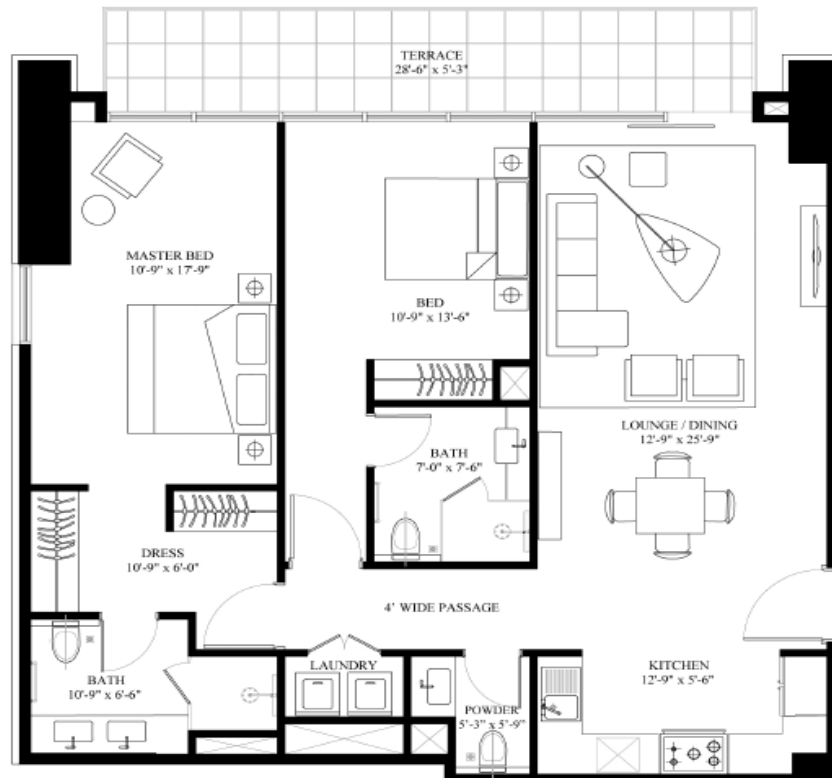 TERRACE
28'-6" x 5'-3"
MASTER BED
10'-9" x 17'-9"
BED
10'-9" x 13'-6"
LOUNGE / DINING
12'-9" x 25'-9"
BATH
7'-0" x 7'-6"
DRESS
10'-9" x 6'-0"
4' WIDE PASSAGE
BATH
10'-9" x 6'-6"
LAUNDRY
POWDER
5'-3" x 5'-9"
KITCHEN
12'-9" x 5'-6"